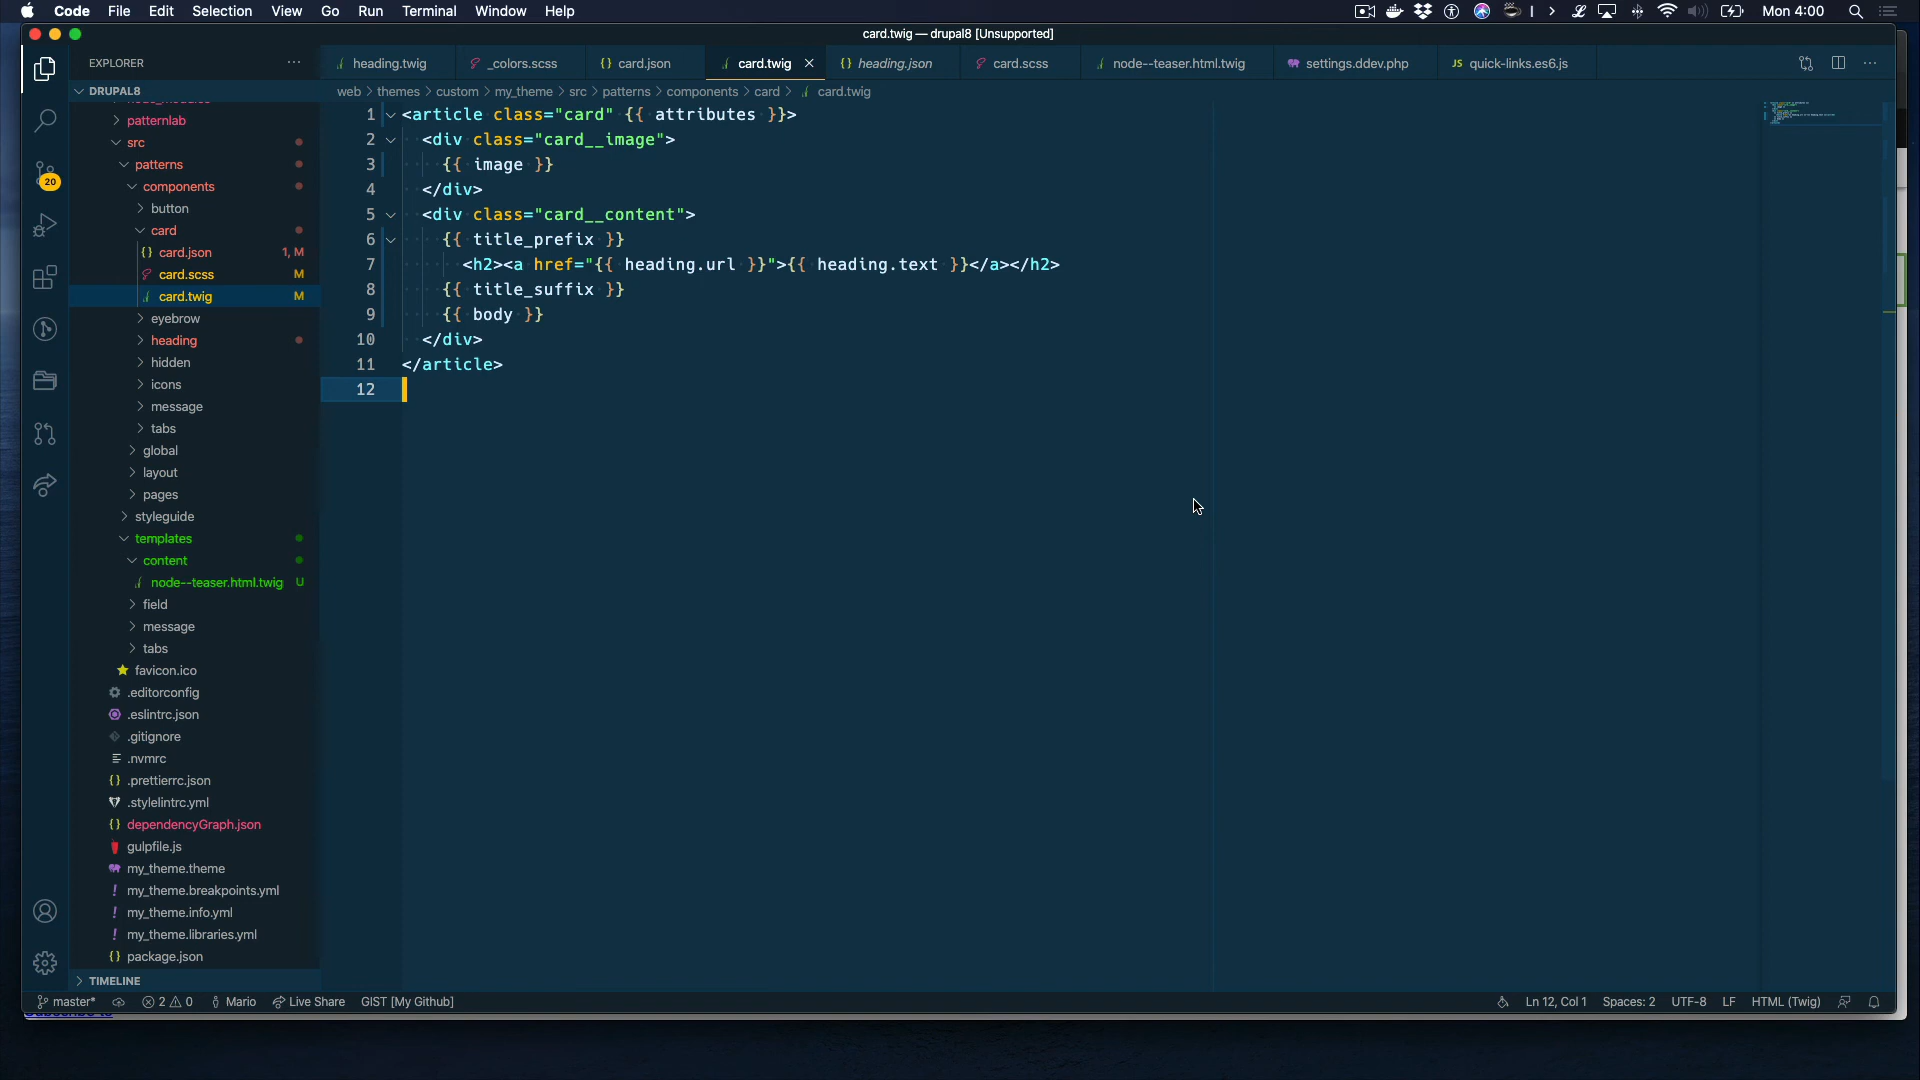 Code File Edit Selection View Go Run Terminal Window Help Mon 4:00
card.twig — drupal8 [Unsupported]
EXPLORER
heading.twig _colors.scss card.json card.twig heading.json card.scss node--teaser.html.twig settings.ddev.php quick-links.es6.js
DRUPAL8
web > themes > custom > my_theme > src > patterns > components > card > card.twig
patternlab
src
patterns
components
button
card
card.json 1, M
card.scss M
card.twig M
eyebrow
heading
hidden
icons
message
tabs
global
layout
pages
styleguide
templates
content
node--teaser.html.twig U
field
message
tabs
favicon.ico
.editorconfig
.eslintrc.json
.gitignore
.nvmrc
.prettierrc.json
.stylelintrc.yml
dependencyGraph.json
gulpfile.js
my_theme.theme
my_theme.breakpoints.yml
my_theme.info.yml
my_theme.libraries.yml
package.json
TIMELINE
20
1 <article class="card" {{ attributes }}>
2 <div class="card__image">
3 {{ image }}
4 </div>
5 <div class="card__content">
6 {{ title_prefix }}
7 <h2><a href="{{ heading.url }}">{{ heading.text }}</a></h2>
8 {{ title_suffix }}
9 {{ body }}
10 </div>
11 </article>
12
master* 2 0 Mario Live Share GIST [My Github] Ln 12, Col 1 Spaces: 2 UTF-8 LF HTML (Twig)